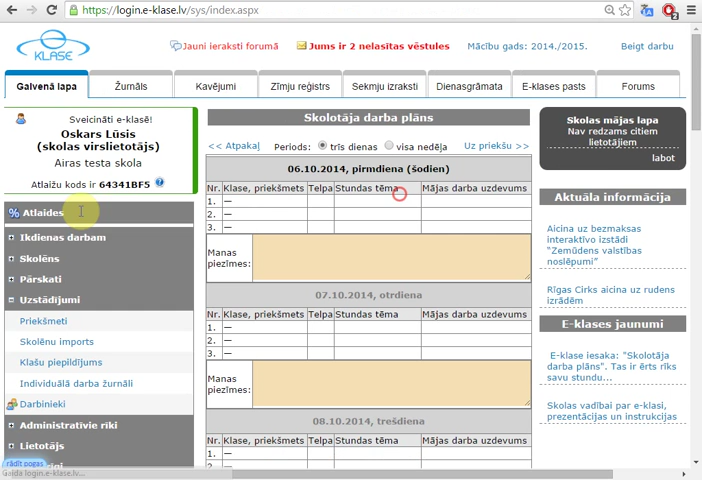 https://login.e-klase.lv/sys/index.aspx
KLASE
Jauni ieraksti forumā
Jums ir 2 nelasītas vēstules
Mācību gads: 2014./2015.
Beigt darbu
Galvenā lapa
Žurnāls
Kavējumi
Zīmju reģistrs
Sekmju izraksti
Dienasgrāmata
E-klases pasts
Forums
Sveicināti e-klasē!
Oskars Lūsis
(skolas virslietotājs)
Airas testa skola
Atlaižu kods ir 64341BF5
Atlaides
Ikdienas darbam
Skolēns
Pārskati
Uzstādījumi
Priekšmeti
Skolēnu imports
Klašu piepildījums
Individuālā darba žurnāli
Darbinieki
Administratīvie rīki
Lietotājs
rādīt pogas
Gaida login.e-klase.lv...
Skolotāja darba plāns
<< Atpakaļ
Periods:
trīs dienas
visa nedēļa
Uz priekšu >>
06.10.2014, pirmdiena (šodien)
Nr. Klase, priekšmets Telpa Stundas tēma Mājas darba uzdevums
1. —
2. —
3. —
Manas piezīmes:
07.10.2014, otrdiena
Nr. Klase, priekšmets Telpa Stundas tēma Mājas darba uzdevums
1. —
2. —
3. —
Manas piezīmes:
08.10.2014, trešdiena
Nr. Klase, priekšmets Telpa Stundas tēma Mājas darba uzdevums
1. —
Skolas mājas lapa
Nav redzams citiem
lietotājiem
labot
Aktuāla informācija
Aicina uz bezmaksas
interaktīvo izstādi
"Zemūdens valstības
noslēpumi"
Rīgas Cirks aicina uz rudens
izrādēm
E-klases jaunumi
E-klase iesaka: "Skolotāja
darba plāns". Tas ir ērts rīks
savu stundu...
Skolas vadībai par e-klasi,
prezentācijas un instrukcijas